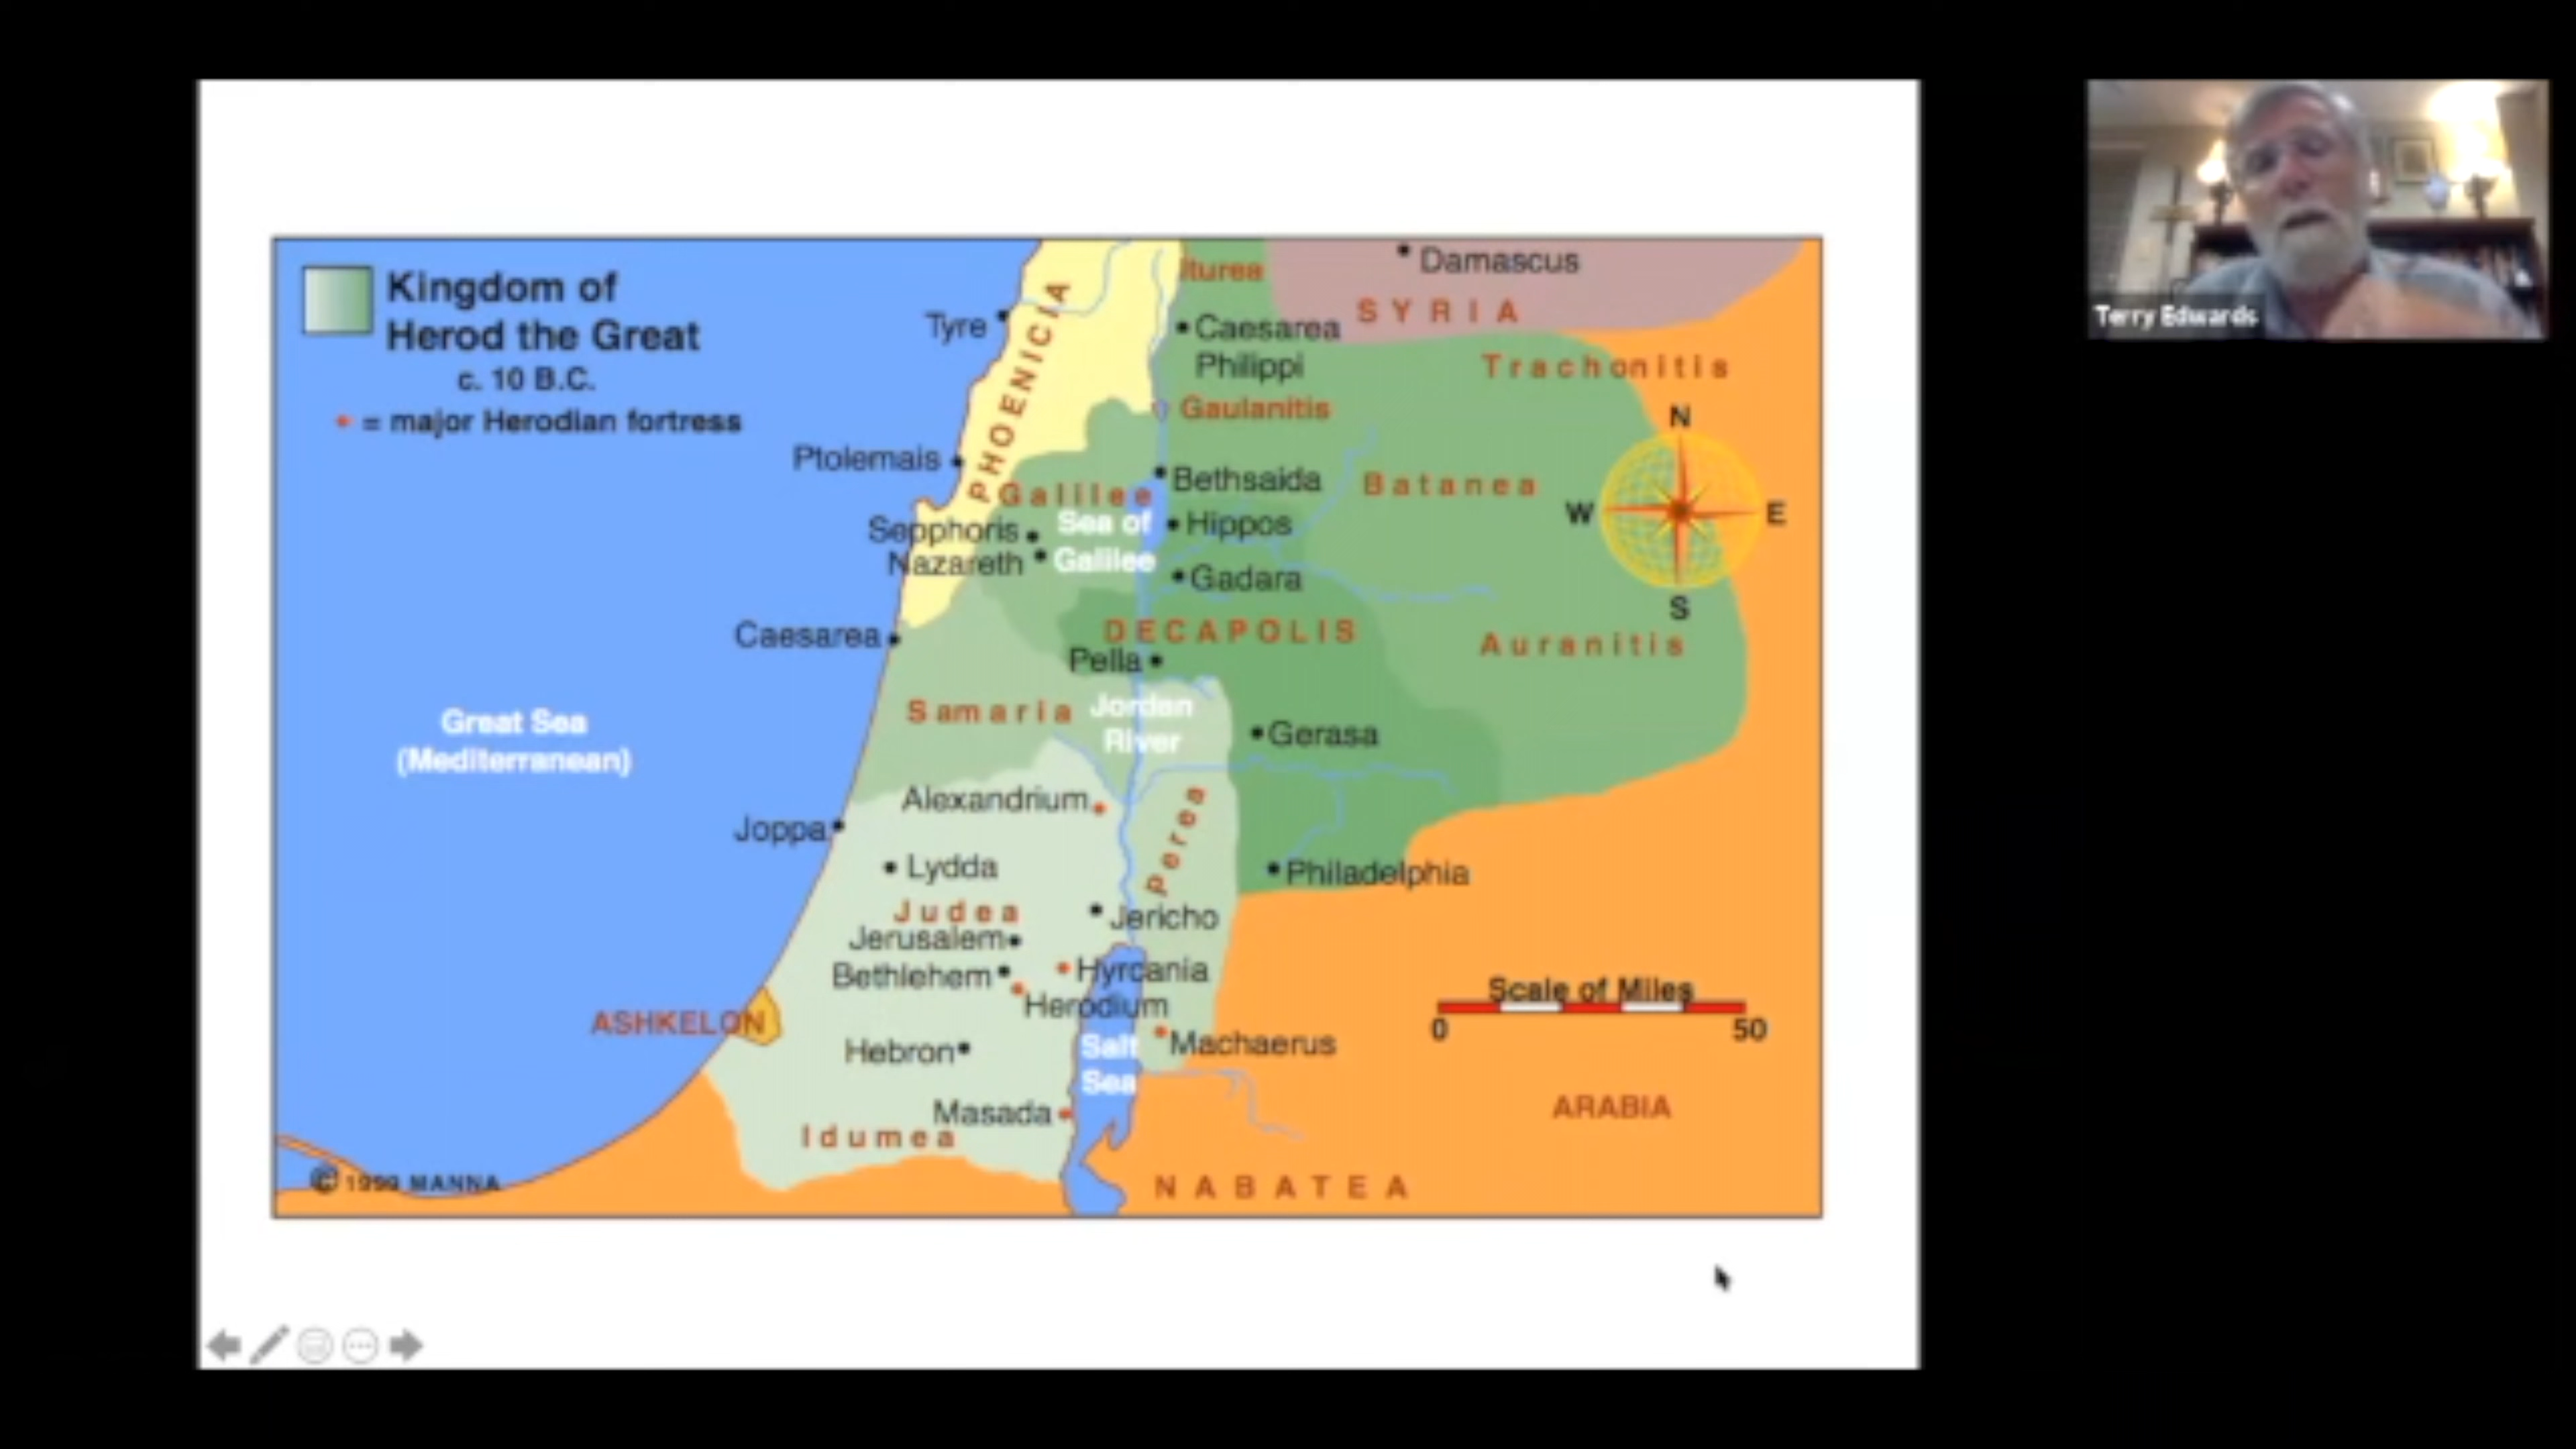 Kingdom of
Herod the Great
c. 10 B.C.
= major Herodian fortress
Damascus
Iturea
SYRIA
Tyre
PHOENICIA
Caesarea
Philippi
Trachonitis
Gaulanitis
N
Ptolemais
Galilee
Bethsaida
Batanea
W
E
Sepphoris
Sea of
Galilee
Hippos
Nazareth
Gadara
S
Caesarea
DECAPOLIS
Auranitis
Pella
Great Sea
(Mediterranean)
Samaria
Jordan
River
Gerasa
Alexandrium
Joppa
Perea
Lydda
Philadelphia
Judea
Jericho
Jerusalem
Bethlehem
Hyrcania
Herodium
Scale of Miles
0
50
ASHKELON
Hebron
Salt
Sea
Machaerus
Masada
Idumea
ARABIA
NABATEA
© 1999 MANNA
Terry Edwards